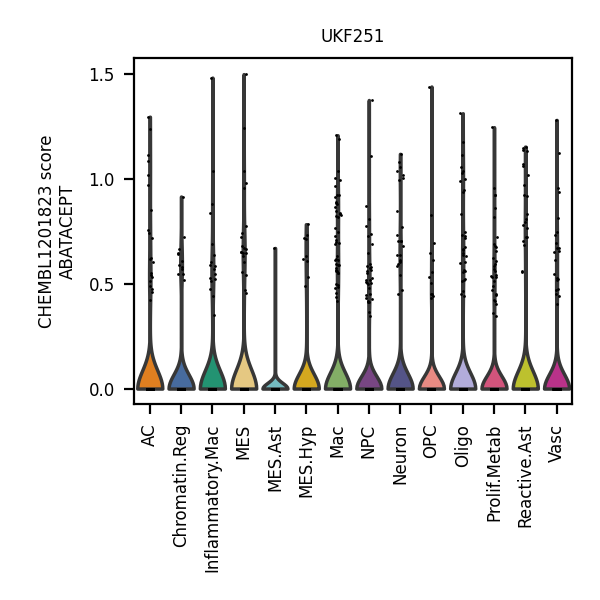 UKF251
CHEMBL1201823 score
ABATACEPT
1.5
1.0
0.5
0.0
AC
Chromatin.Reg
Inflammatory.Mac
MES
MES.Ast
MES.Hyp
Mac
NPC
Neuron
OPC
Oligo
Prolif.Metab
Reactive.Ast
Vasc